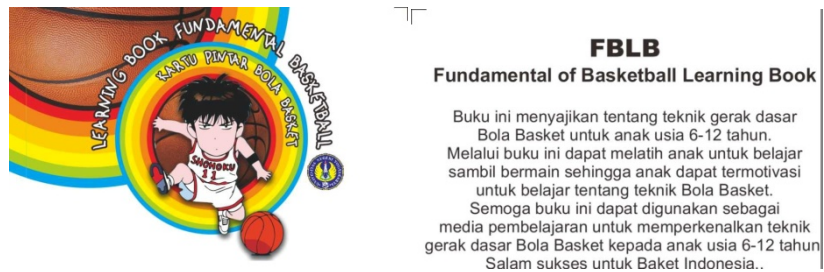 LEARNING BOOK FUNDAMENTAL BASKETBALL
KARTU PINTAR BOLA BASKET
SHOHOKU
11
FBLB
Fundamental of Basketball Learning Book
Buku ini menyajikan tentang teknik gerak dasar
Bola Basket untuk anak usia 6-12 tahun.
Melalui buku ini dapat melatih anak untuk belajar
sambil bermain sehingga anak dapat termotivasi
untuk belajar tentang teknik Bola Basket.
Semoga buku ini dapat digunakan sebagai
media pembelajaran untuk memperkenalkan teknik
gerak dasar Bola Basket kepada anak usia 6-12 tahun
Salam sukses untuk Baket Indonesia..